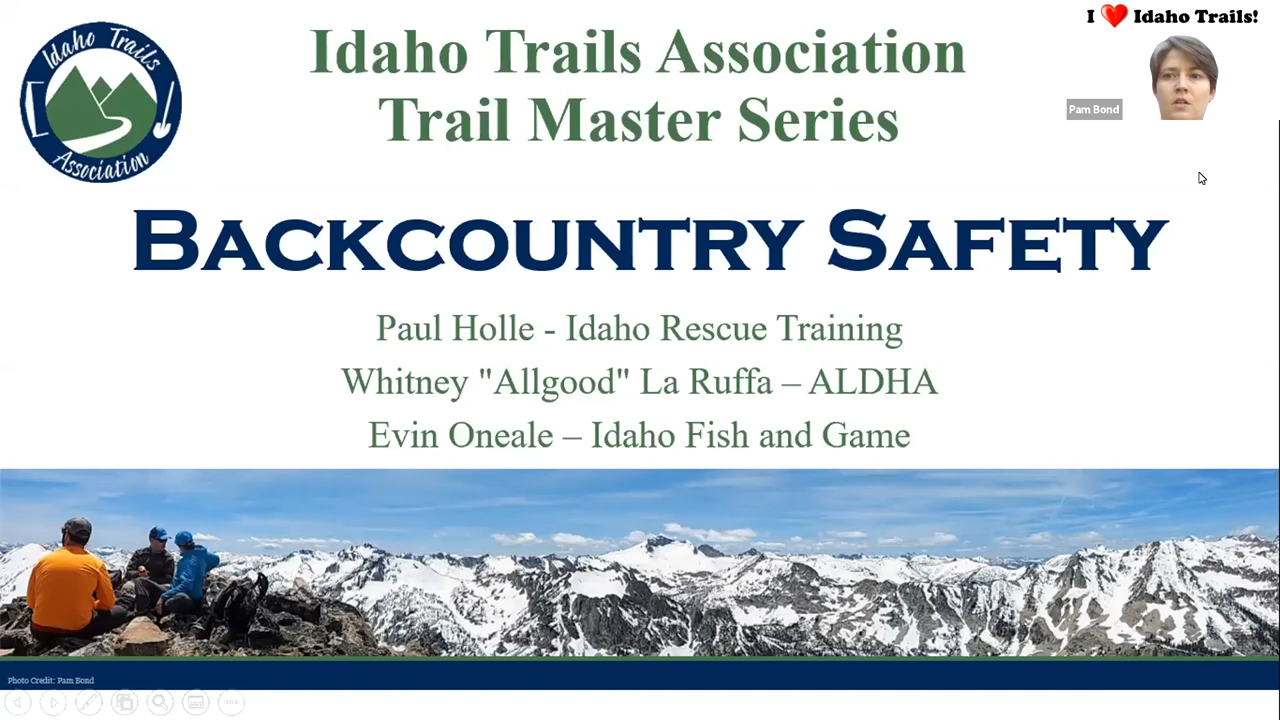 I ❤ Idaho Trails!
Pam Bond
Idaho Trails
Association
Idaho Trails Association
Trail Master Series
BACKCOUNTRY SAFETY
Paul Holle - Idaho Rescue Training
Whitney "Allgood" La Ruffa – ALDHA
Evin Oneale – Idaho Fish and Game
Photo Credit: Pam Bond